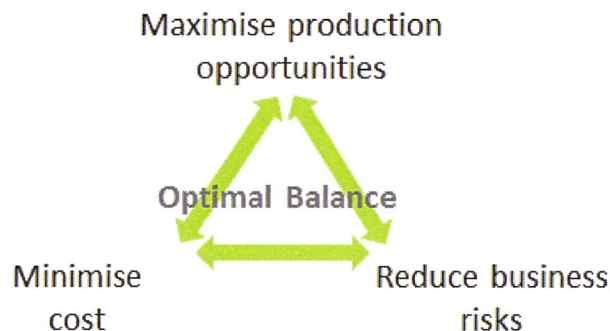 Maximise production
opportunities
Optimal Balance
Minimise
cost
Reduce business
risks